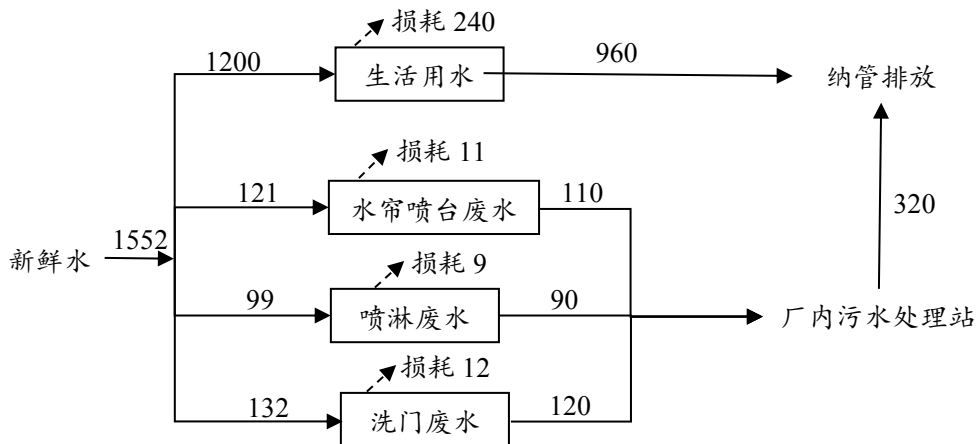 损耗 240
1200
生活用水
960
纳管排放
损耗 11
121
水帘喷台废水
110
320
新鲜水
1552
损耗 9
99
喷淋废水
90
厂内污水处理站
损耗 12
132
洗门废水
120